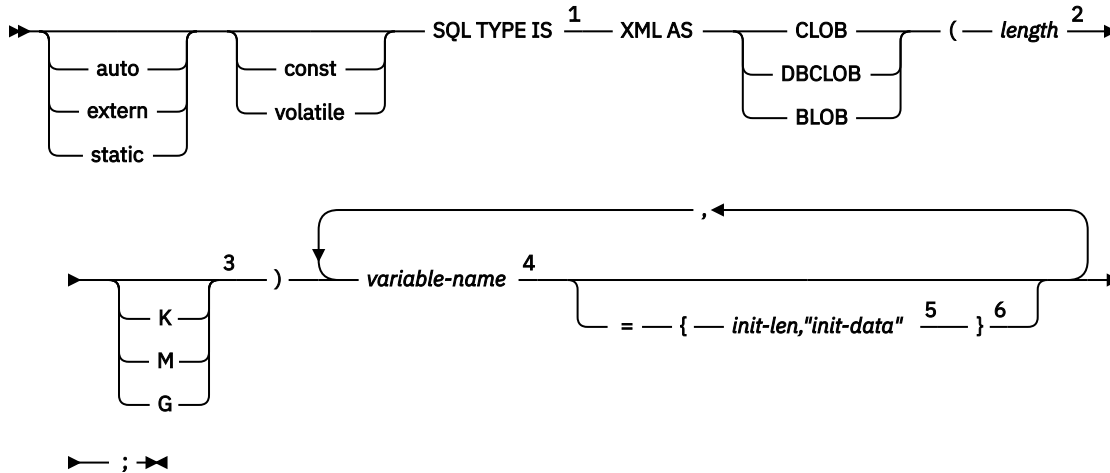 SQL TYPE IS 1 XML AS CLOB ( length 2
auto const DBCLOB
extern volatile BLOB
static
,
3 ) variable-name 4
K = { init-len,"init-data" 5 } 6
M
G
;